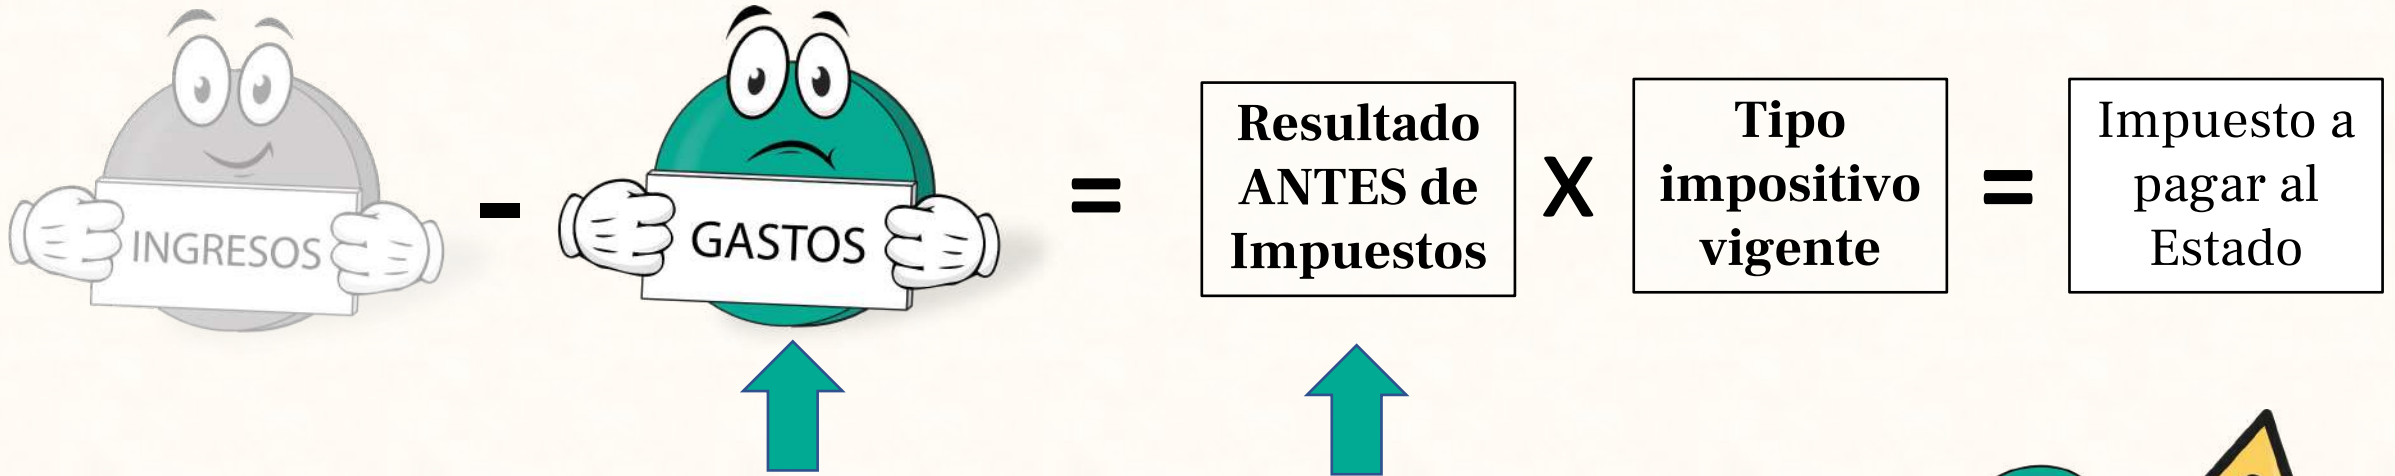 INGRESOS
-
GASTOS
=
Resultado
ANTES de
Impuestos
X
Tipo
impositivo
vigente
=
Impuesto a
pagar al
Estado